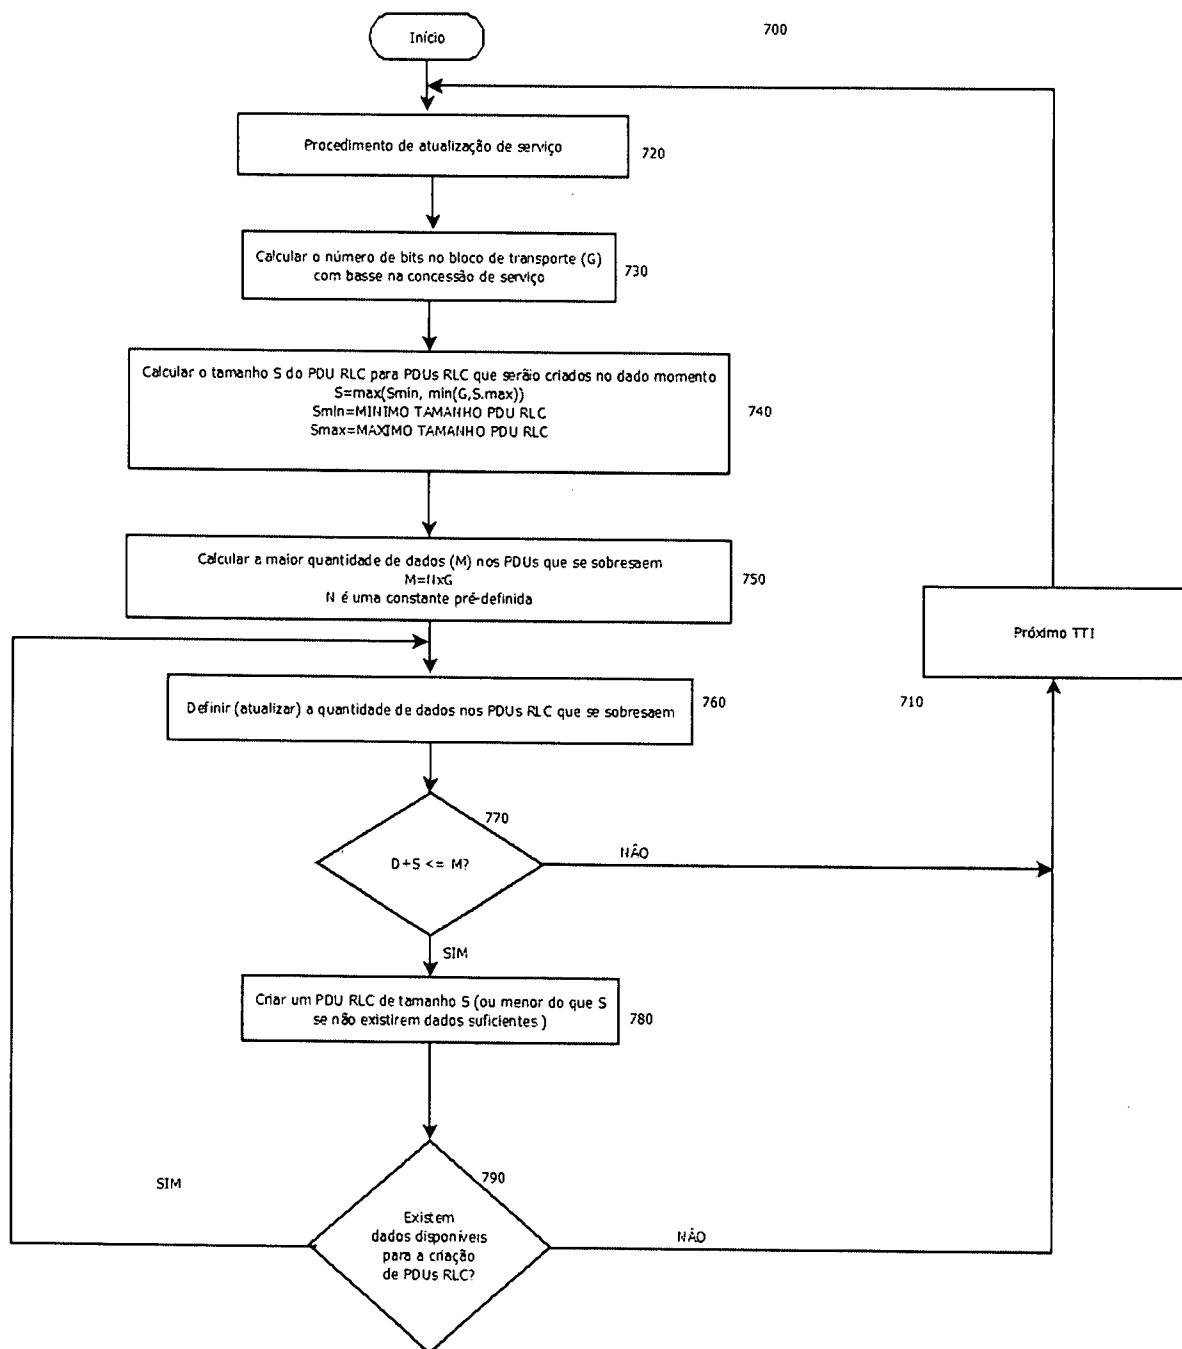 Início
700
Procedimento de atualização de serviço
720
Calcular o número de bits no bloco de transporte (G)
com basse na concessão de serviço
730
Calcular o tamanho S do PDU RLC para PDUs RLC que serãio criados no dado momento
S=max(Smin, min(G,S.max))
Smin=MINIMO TAMANHO PDU RLC
Smax=MAXIMO TAMANHO PDU RLC
740
Calcular a maior quantidade de dados (M) nos PDUs que se sobresaem
M=NxG
N é uma constante pré-definida
750
Próximo TTI
710
Definir (atualizar) a quantidade de dados nos PDUs RLC que se sobresaem
760
770
D+S <= M?
NÃO
SIM
Criar um PDU RLC de tamanho S (ou menor do que S
se não existirem dados suficientes )
780
790
SIM
Existem
dados disponíveis
para a criação
de PDUs RLC?
NÃO